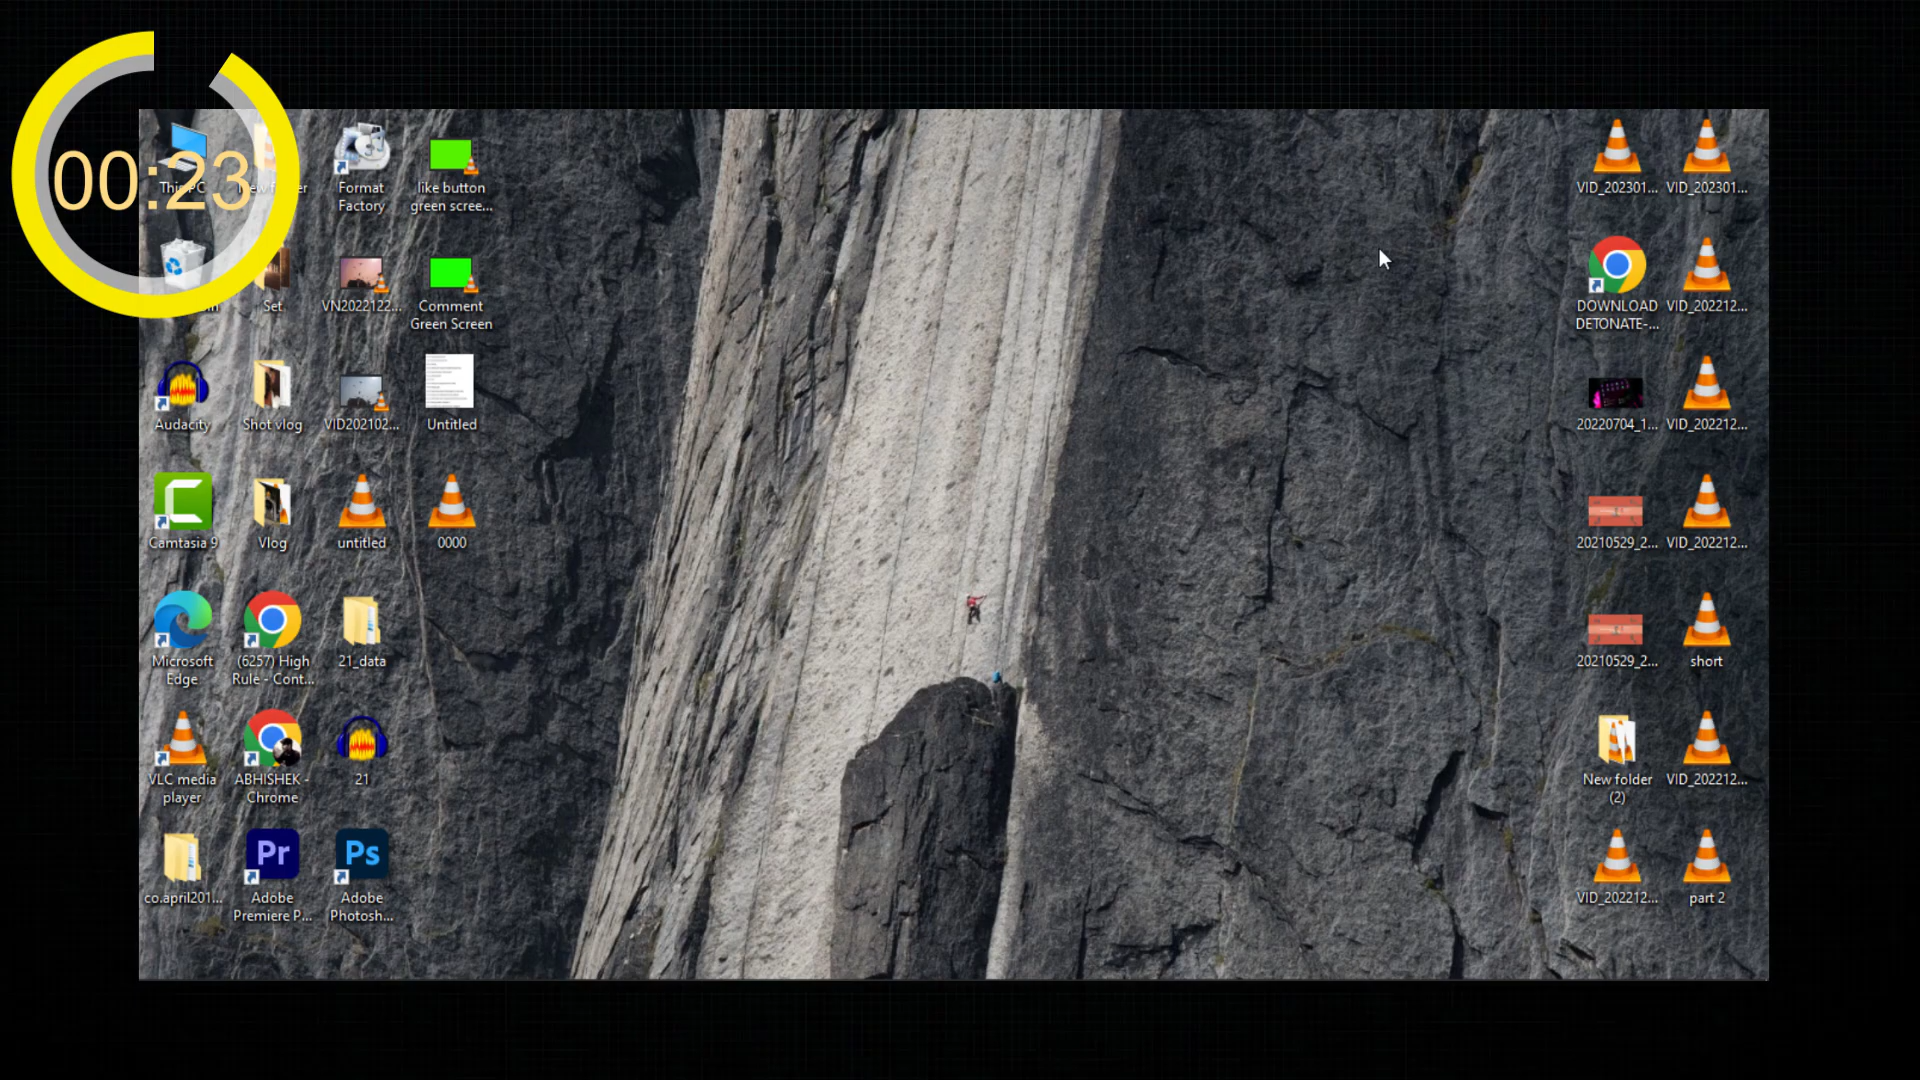 00:23
This PC
Format
Factory
like button
green scree...
Set
VN2022122...
Comment
Green Screen
Audacity
Shot vlog
VID202102...
Untitled
Camtasia 9
Vlog
untitled
0000
Microsoft
Edge
(6257) High
Rule - Cont...
21_data
VLC media
player
ABHISHEK -
Chrome
21
co.april201...
Pr
Adobe
Premiere P...
Ps
Adobe
Photosh...
VID_202301...
VID_202301...
DOWNLOAD
DETONATE-...
VID_202212...
20220704_1...
VID_202212...
20210529_2...
VID_202212...
20210529_2...
short
New folder
(2)
VID_202212...
VID_202212...
part 2